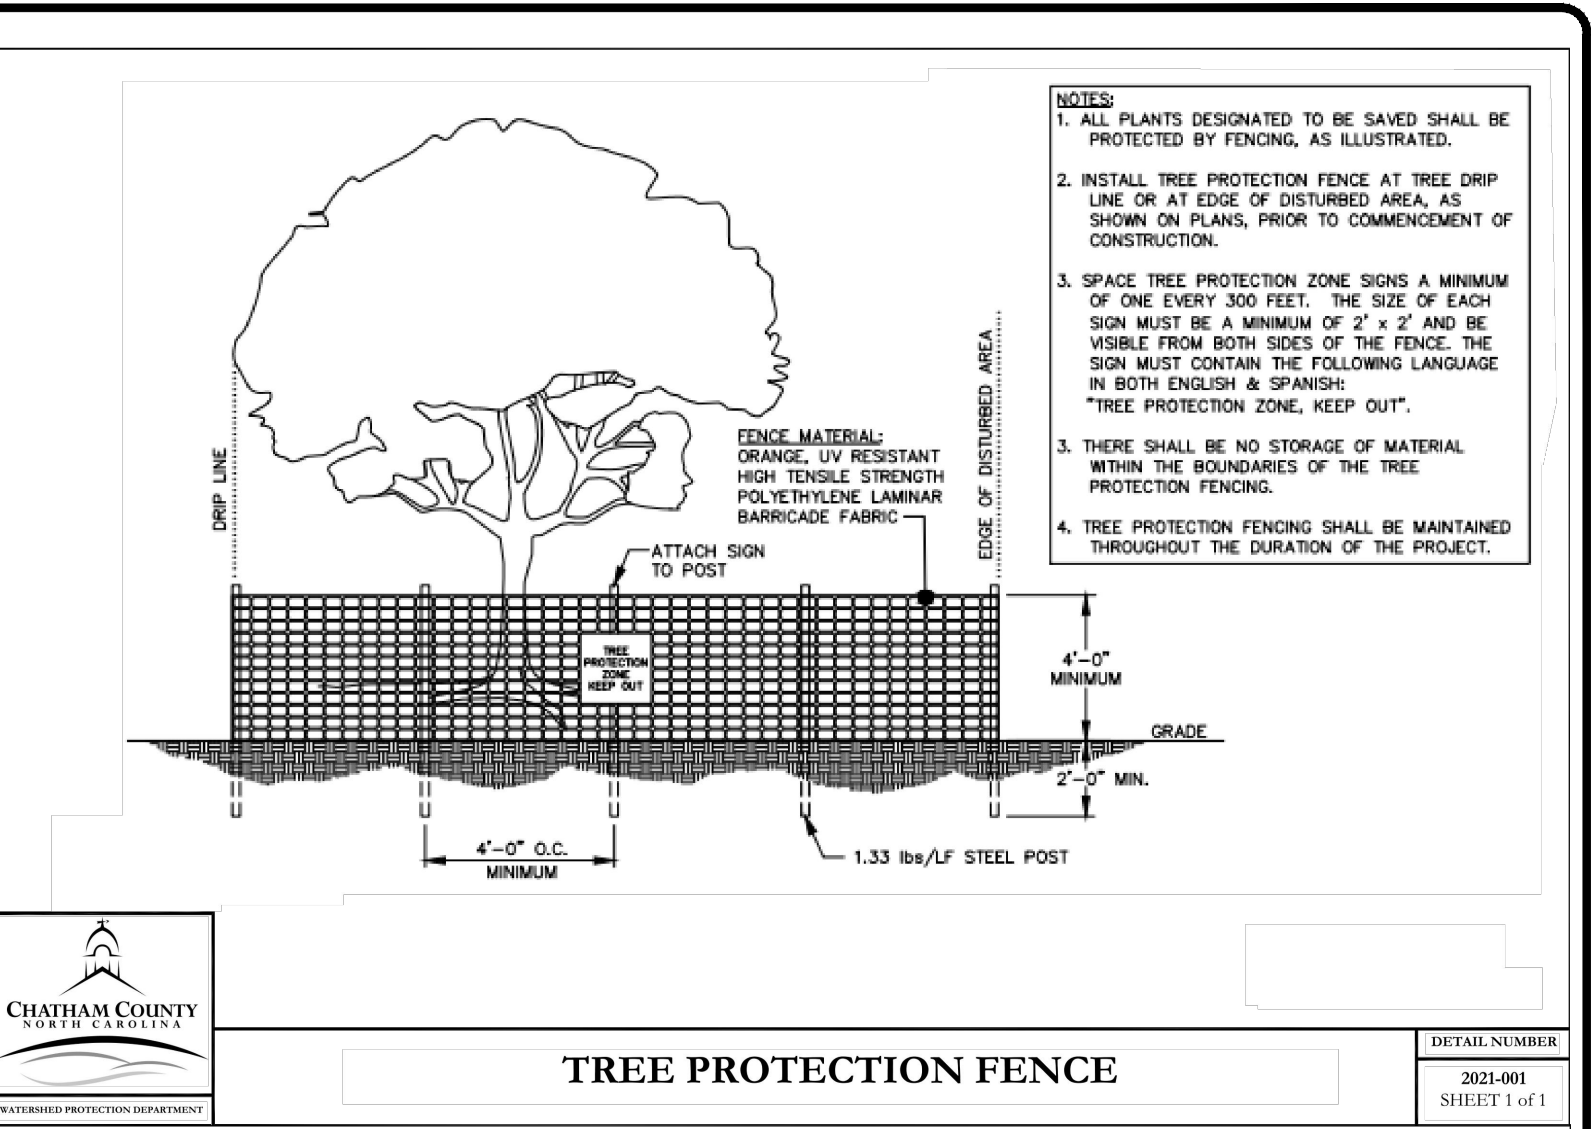 NOTES:
1. ALL PLANTS DESIGNATED TO BE SAVED SHALL BE
PROTECTED BY FENCING, AS ILLUSTRATED.
2. INSTALL TREE PROTECTION FENCE AT TREE DRIP
LINE OR AT EDGE OF DISTURBED AREA, AS
SHOWN ON PLANS, PRIOR TO COMMENCEMENT OF
CONSTRUCTION.
3. SPACE TREE PROTECTION ZONE SIGNS A MINIMUM
OF ONE EVERY 300 FEET. THE SIZE OF EACH
SIGN MUST BE A MINIMUM OF 2' x 2' AND BE
VISIBLE FROM BOTH SIDES OF THE FENCE. THE
SIGN MUST CONTAIN THE FOLLOWING LANGUAGE
IN BOTH ENGLISH & SPANISH:
"TREE PROTECTION ZONE, KEEP OUT".
3. THERE SHALL BE NO STORAGE OF MATERIAL
WITHIN THE BOUNDARIES OF THE TREE
PROTECTION FENCING.
4. TREE PROTECTION FENCING SHALL BE MAINTAINED
THROUGHOUT THE DURATION OF THE PROJECT.
DRIP LINE
EDGE OF DISTURBED AREA
FENCE MATERIAL:
ORANGE, UV RESISTANT
HIGH TENSILE STRENGTH
POLYETHYLENE LAMINAR
BARRICADE FABRIC
ATTACH SIGN
TO POST
TREE
PROTECTION
ZONE
KEEP OUT
4'-0"
MINIMUM
GRADE
2'-0" MIN.
4'-0" O.C.
MINIMUM
1.33 lbs/LF STEEL POST
CHATHAM COUNTY
NORTH CAROLINA
WATERSHED PROTECTION DEPARTMENT
TREE PROTECTION FENCE
DETAIL NUMBER
2021-001
SHEET 1 of 1